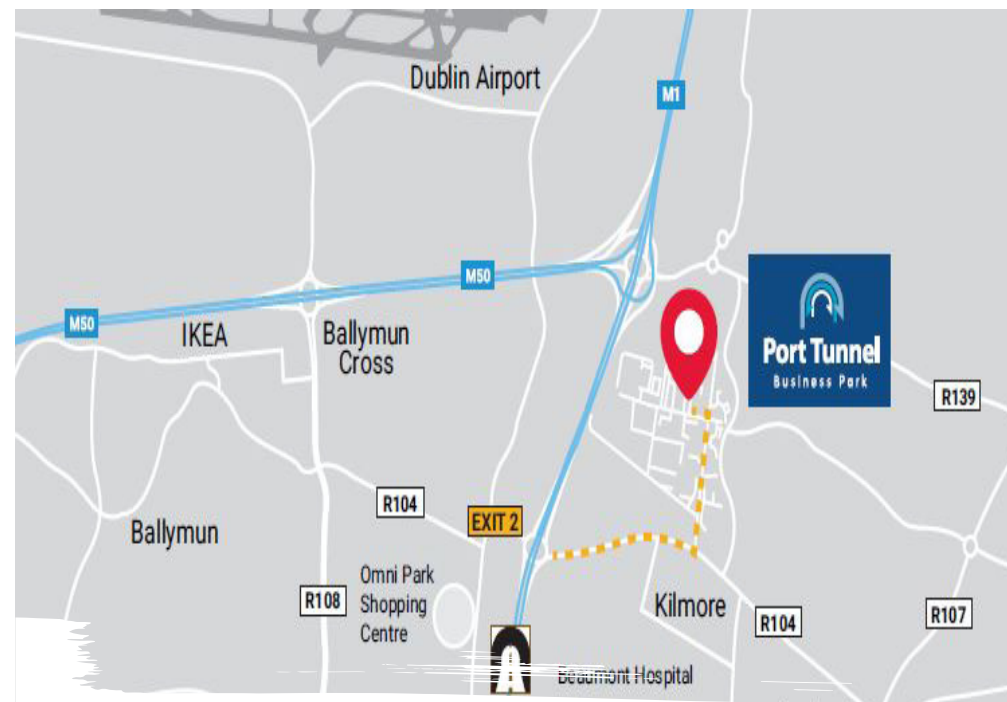 Dublin Airport
M1
M50
M50
IKEA
Ballymun
Cross
Port Tunnel
Business Park
R139
R104
EXIT 2
Ballymun
Omni Park
Shopping
Centre
R108
Kilmore
R104
R107
Beaumont Hospital